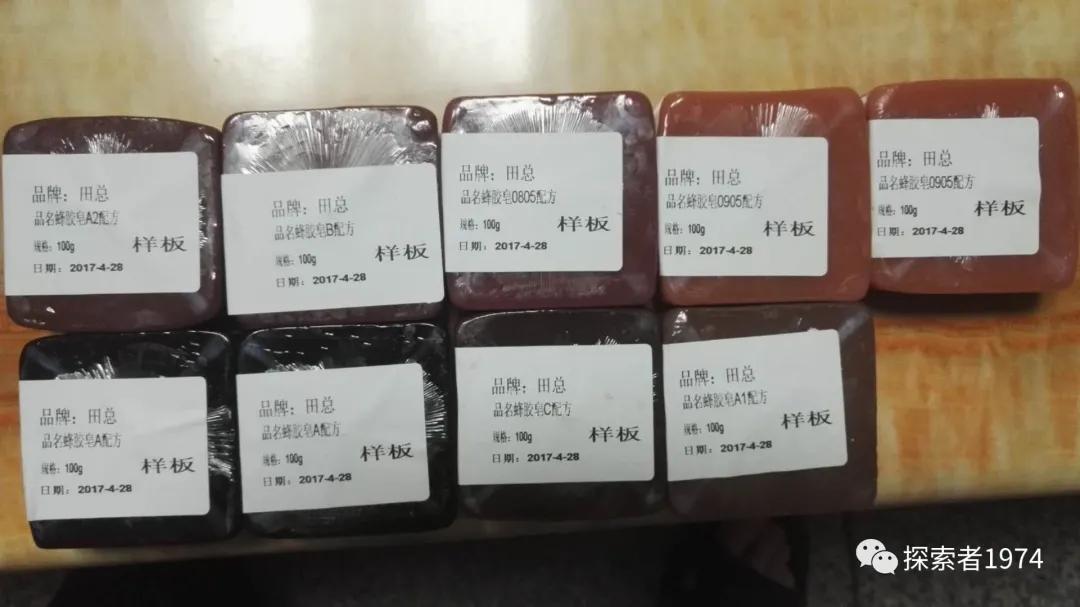 品牌：田总
品名蜂胶皂A2配方
规格：100g
样板
日期：2017-4-28
品牌：田总
品名蜂胶皂B配方
规格：100g
样板
日期：2017-4-28
品牌：田总
品名蜂胶皂0805配方
规格：100g
样板
日期：2017-4-28
品牌：田总
品名蜂胶皂0905配方
规格：100g
样板
日期：2017-4-28
品牌：田总
品名蜂胶皂0905配方
规格：100g
样板
日期：2017-4-28
品牌：田总
品名蜂胶皂A配方
规格：100g
样板
日期：2017-4-28
品牌：田总
品名蜂胶皂A配方
规格：100g
样板
日期：2017-4-28
品牌：田总
品名蜂胶皂C配方
规格：100g
样板
日期：2017-4-28
品牌：田总
品名蜂胶皂A1配方
规格：100g
样板
日期：2017-4-28
探索者1974